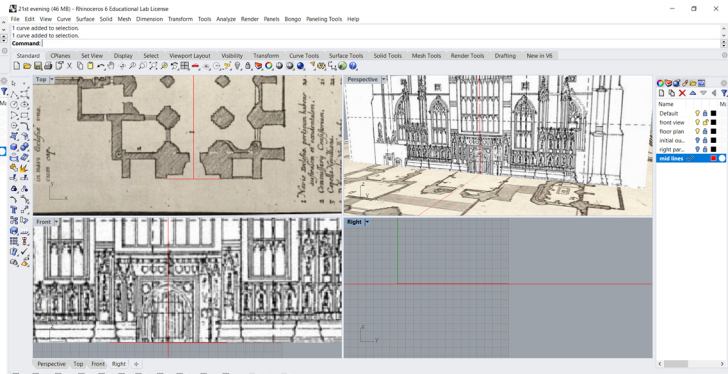 21st evening (46 MB) - Rhinoceros 6 Educational Lab License
File Edit View Curve Surface Solid Mesh Dimension Transform Tools Analyze Render Panels Bongo Paneling Tools Help
1 curve added to selection.
1 curve added to selection.
Command:
Standard CPlanes Set View Display Select Viewport Layout Visibility Transform Curve Tools Surface Tools Solid Tools Mesh Tools Render Tools Drafting New in V6
Top
Perspective
Name
Default
front view
floor plan
initial ou...
right par...
mid lines
Front
Right
Perspective Top Front Right